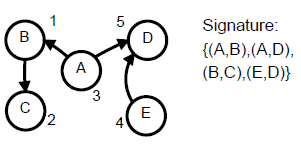 1
5
B
D
A
3
C
2
4
E
Signature:
{(A,B),(A,D),
(B,C),(E,D)}